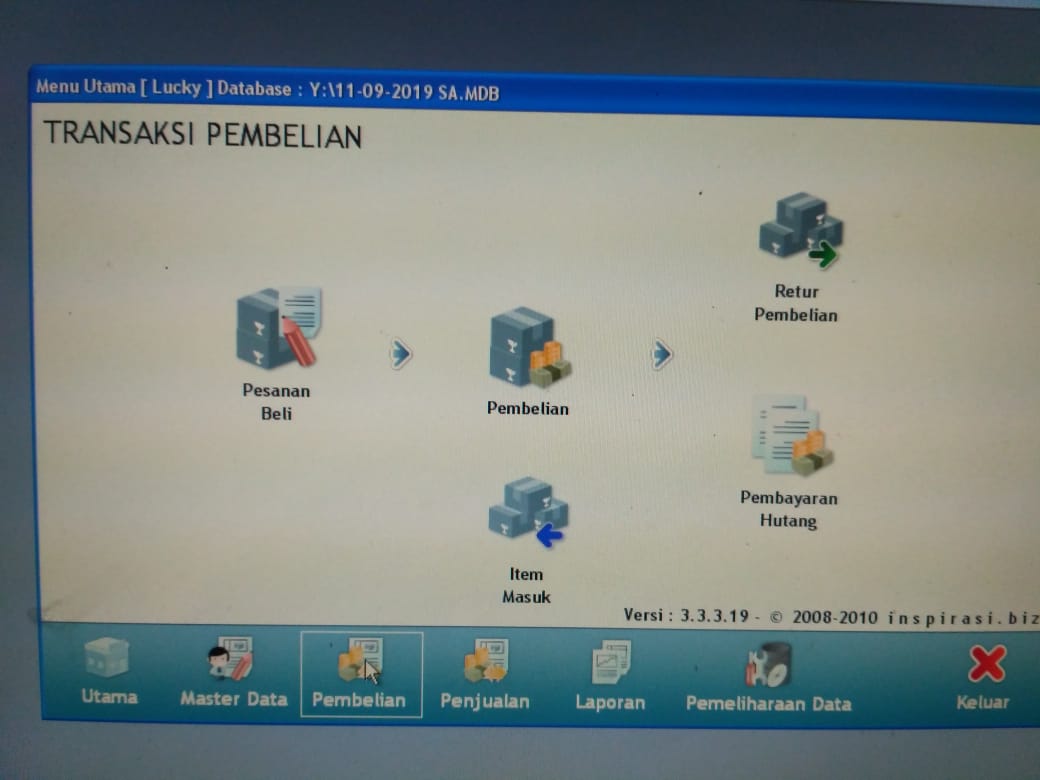 Menu Utama [ Lucky ] Database : Y:\11-09-2019 SA.MDB
TRANSAKSI PEMBELIAN
Retur
Pembelian
Pesanan
Beli
Pembelian
Pembayaran
Hutang
Item
Masuk
Versi : 3.3.3.19 - © 2008-2010 inspirasi.biz
Utama
Master Data
Pembelian
Penjualan
Laporan
Pemeliharaan Data
Keluar